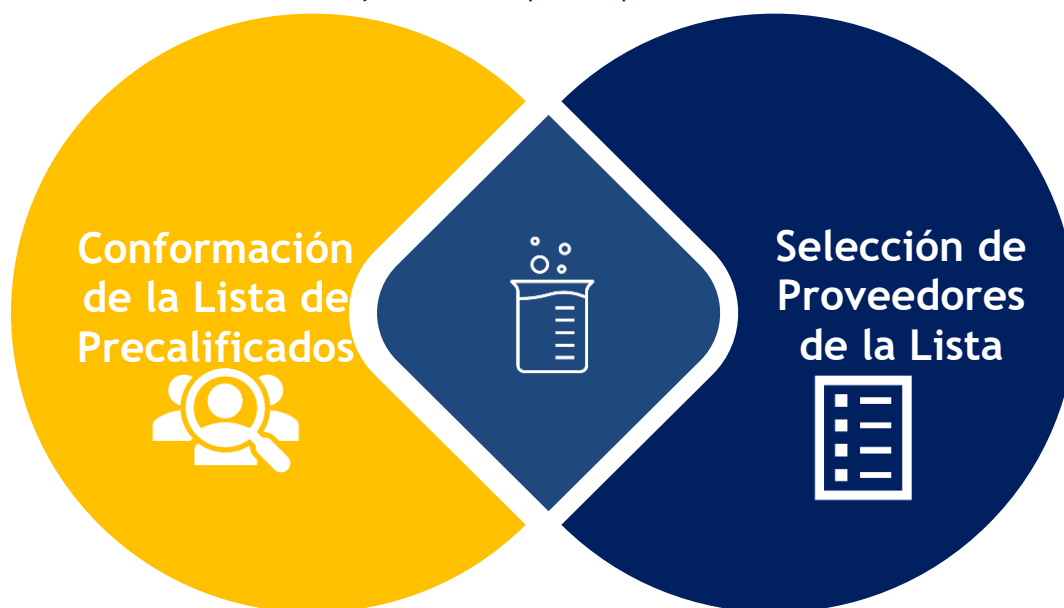 Conformación
de la Lista de
Precalificados
Selección de
Proveedores
de la Lista